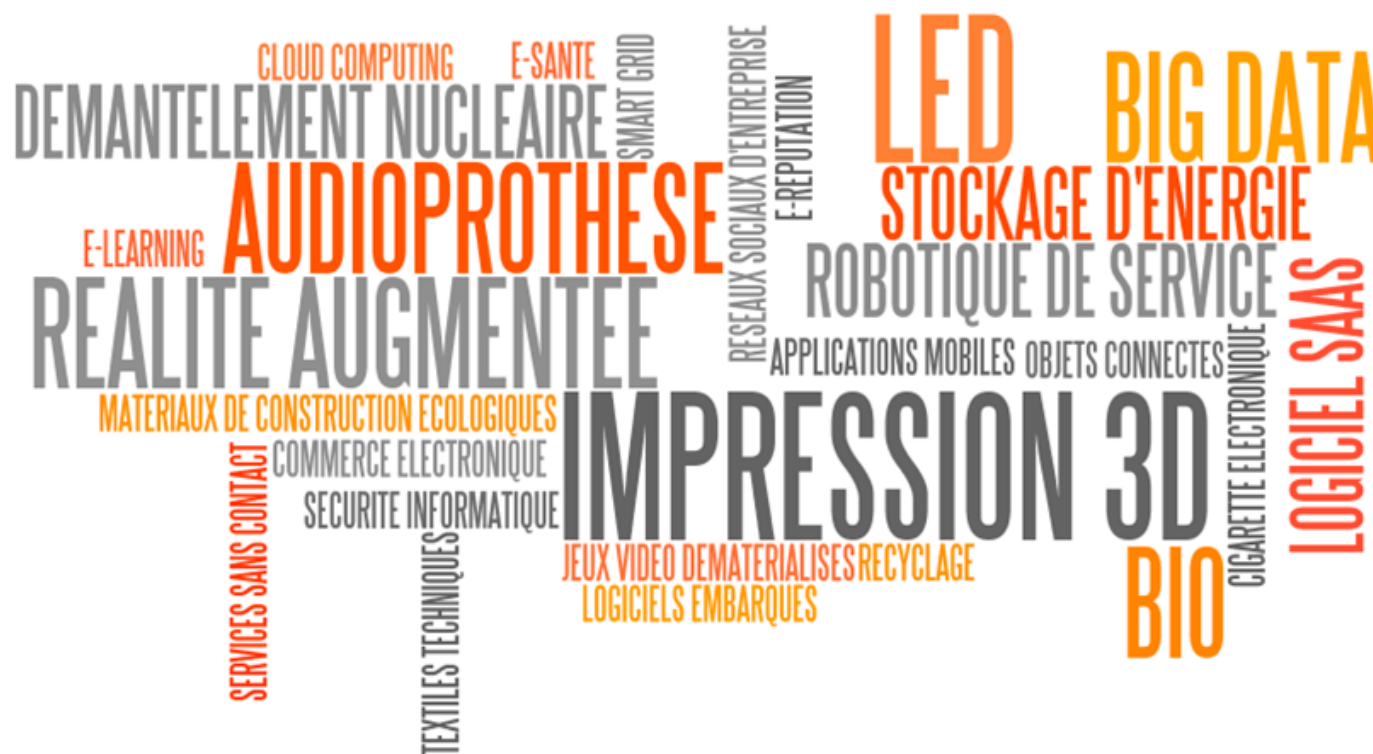 CLOUD COMPUTING
E-SANTE
SMART GRID
DEMANTELEMENT NUCLEAIRE
AUDIOPROTHESE
E-LEARNING
REALITE AUGMENTEE
RESEAUX SOCIAUX D'ENTREPRISE
E-REPUTATION
LED
BIG DATA
STOCKAGE D'ENERGIE
ROBOTIQUE DE SERVICE
APPLICATIONS MOBILES
OBJETS CONNECTES
CIGARETTE ELECTRONIQUE
LOGICIEL SAAS
MATERIAUX DE CONSTRUCTION ECOLOGIQUES
COMMERCE ELECTRONIQUE
SECURITE INFORMATIQUE
IMPRESSION 3D
SERVICES SANS CONTACT
TEXTILES TECHNIQUES
JEUX VIDEO DEMATERIALISES
RECYCLAGE
LOGICIELS EMBARQUES
BIO